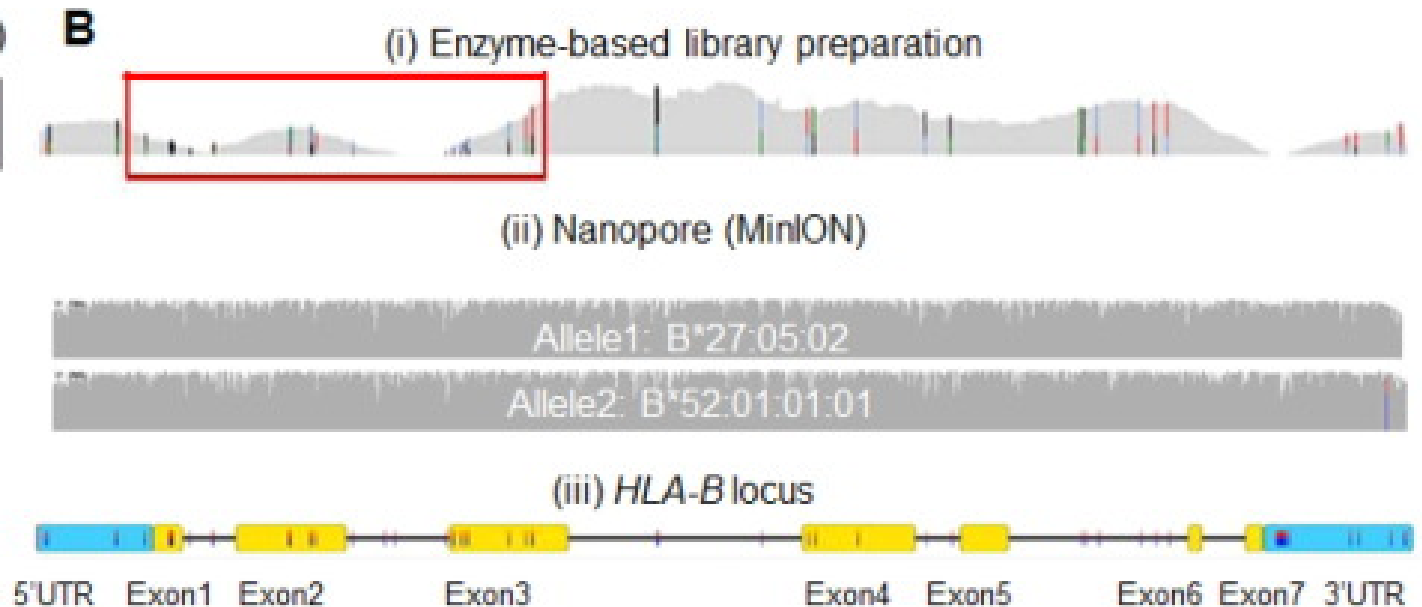 B
(i) Enzyme-based library preparation
(ii) Nanopore (MinION)
Allele1: B*27:05:02
Allele2: B*52:01:01:01
(iii) HLA-B locus
5'UTR Exon1 Exon2 Exon3 Exon4 Exon5 Exon6 Exon7 3'UTR